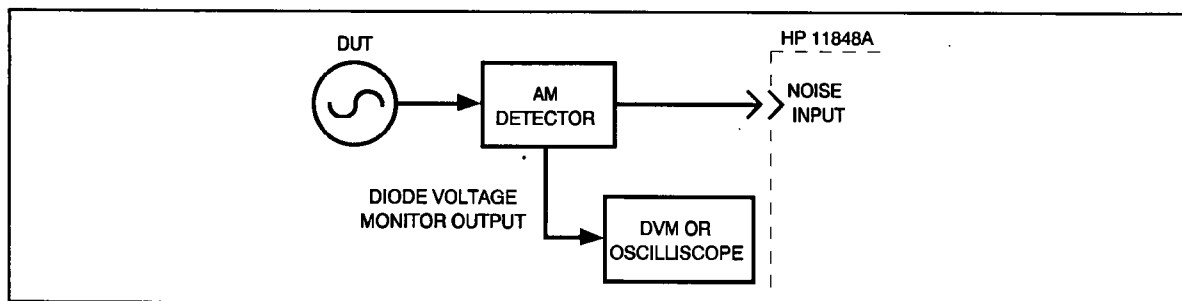 HP 11848A
DUT
AM
DETECTOR
NOISE
INPUT
DIODE VOLTAGE
MONITOR OUTPUT
DVM OR
OSCILLISCOPE